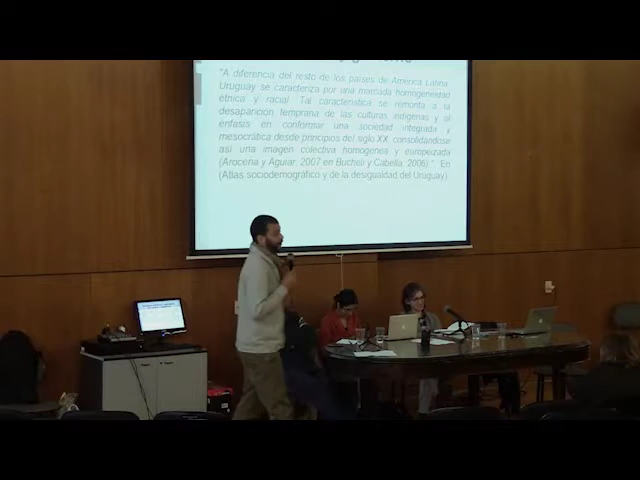 "A diferencia del resto de los países de América Latina,
Uruguay se caracteriza por una marcada homogeneidad
étnica y racial. Tal característica se remonta a la
desaparición temprana de las culturas indígenas y al
énfasis en conformar una sociedad integrada y
mesocrática desde principios del siglo XX consolidándose
así una imagen colectiva homogenea y europeizada
(Arocena y Aguiar, 2007 en Bucheli y Cabella, 2006)." En
(Atlas sociodemográfico y de la desigualdad del Uruguay)